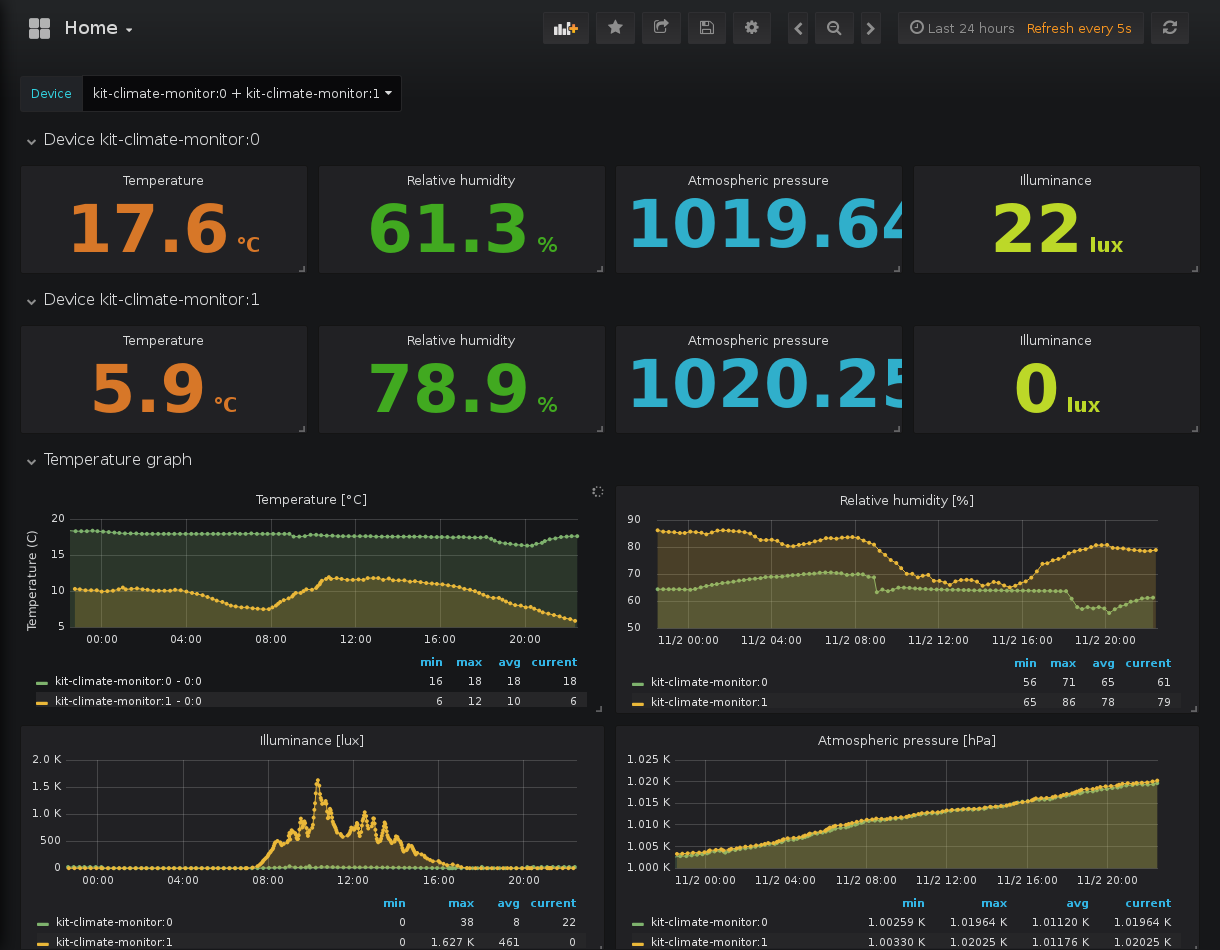 Home
Last 24 hours Refresh every 5s
Device kit-climate-monitor:0 + kit-climate-monitor:1
Device kit-climate-monitor:0
Temperature Relative humidity Atmospheric pressure Illuminance
17.6 °C 61.3 % 1019.64 22 lux
Device kit-climate-monitor:1
Temperature Relative humidity Atmospheric pressure Illuminance
5.9 °C 78.9 % 1020.25 0 lux
Temperature graph
Temperature [°C]
Temperature (C)
20
15
10
5
00:00 04:00 08:00 12:00 16:00 20:00
min max avg current
kit-climate-monitor:0 - 0:0 16 18 18 18
kit-climate-monitor:1 - 0:0 6 12 10 6
Relative humidity [%]
90
80
70
60
50
11/2 00:00 11/2 04:00 11/2 08:00 11/2 12:00 11/2 16:00 11/2 20:00
min max avg current
kit-climate-monitor:0 56 71 65 61
kit-climate-monitor:1 65 86 78 79
Illuminance [lux]
2.0 K
1.5 K
1.0 K
500
0
00:00 04:00 08:00 12:00 16:00 20:00
min max avg current
kit-climate-monitor:0 0 38 8 22
kit-climate-monitor:1 0 1.627 K 461 0
Atmospheric pressure [hPa]
1.025 K
1.020 K
1.015 K
1.010 K
1.005 K
1.000 K
11/2 00:00 11/2 04:00 11/2 08:00 11/2 12:00 11/2 16:00 11/2 20:00
min max avg current
kit-climate-monitor:0 1.00259 K 1.01964 K 1.01120 K 1.01964 K
kit-climate-monitor:1 1.00330 K 1.02025 K 1.01176 K 1.02025 K